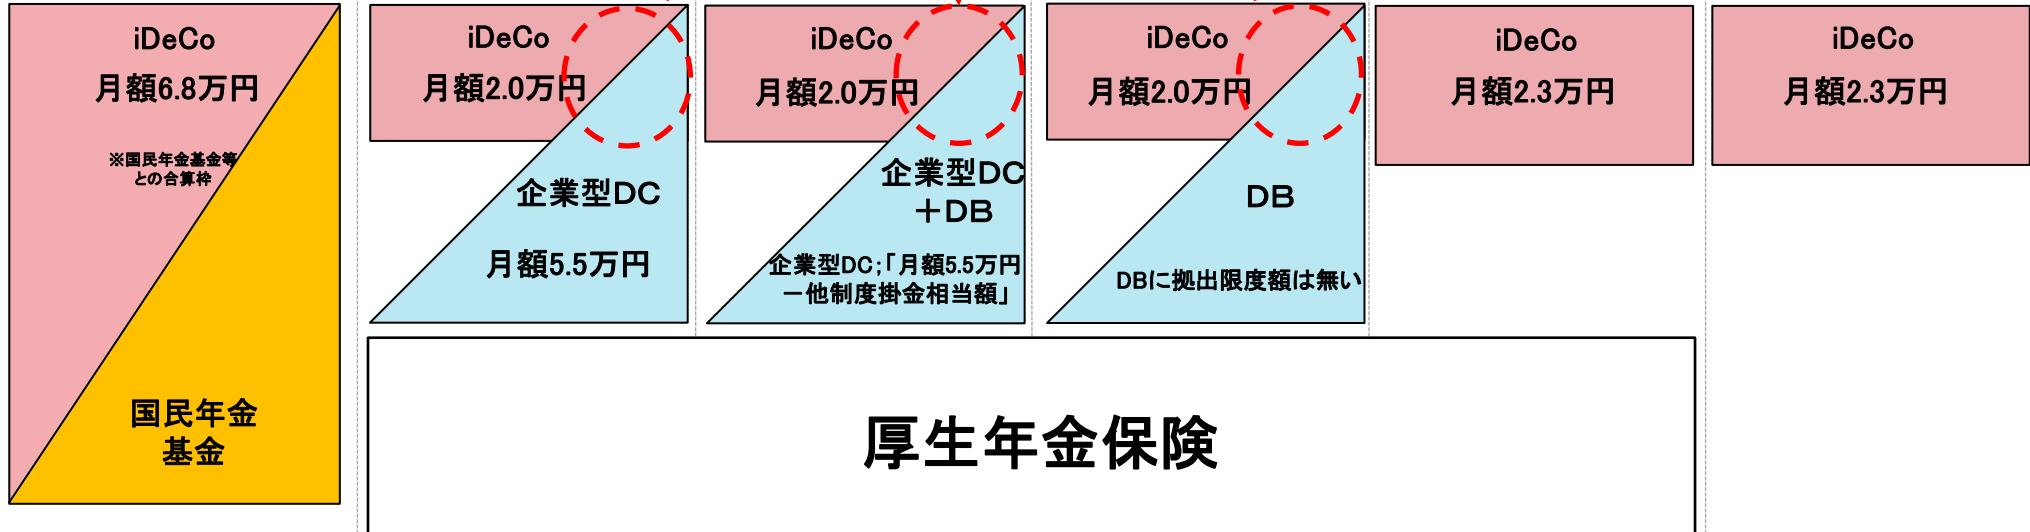 iDeCo
月額6.8万円
※国民年金基金等
との合算枠
国民年金
基金
iDeCo
月額2.0万円
企業型DC
月額5.5万円
iDeCo
月額2.0万円
企業型DC
＋DB
企業型DC；「月額5.5万円
－他制度掛金相当額」
iDeCo
月額2.0万円
DB
DBに拠出限度額は無い
iDeCo
月額2.3万円
iDeCo
月額2.3万円
厚生年金保険